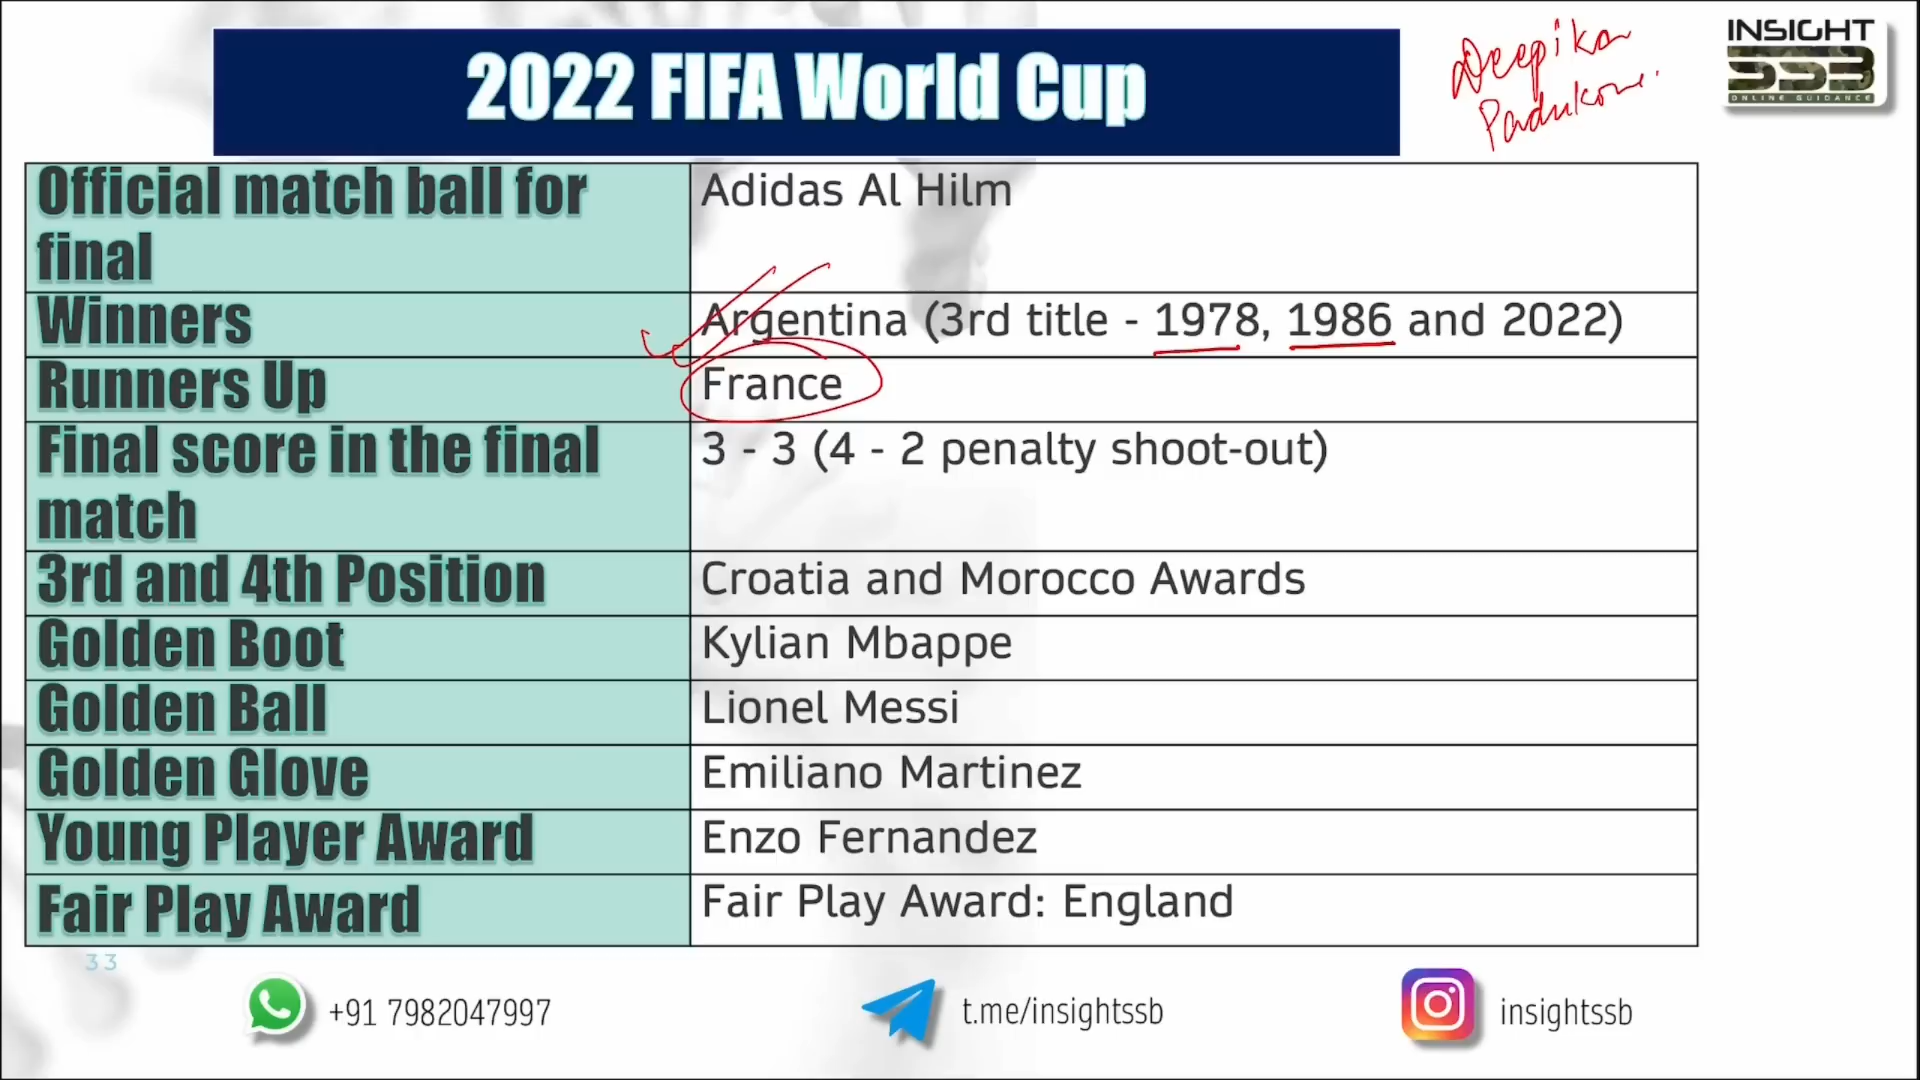 2022 FIFA World Cup
Deepika
Padukone.
INSIGHT
SSB
ONLINE GUIDANCE
Official match ball for
final
Adidas Al Hilm
Winners
Argentina (3rd title - 1978, 1986 and 2022)
Runners Up
France
Final score in the final
match
3 - 3 (4 - 2 penalty shoot-out)
3rd and 4th Position
Croatia and Morocco Awards
Golden Boot
Kylian Mbappe
Golden Ball
Lionel Messi
Golden Glove
Emiliano Martinez
Young Player Award
Enzo Fernandez
Fair Play Award
Fair Play Award: England
33
+91 7982047997
t.me/insightssb
insightssb